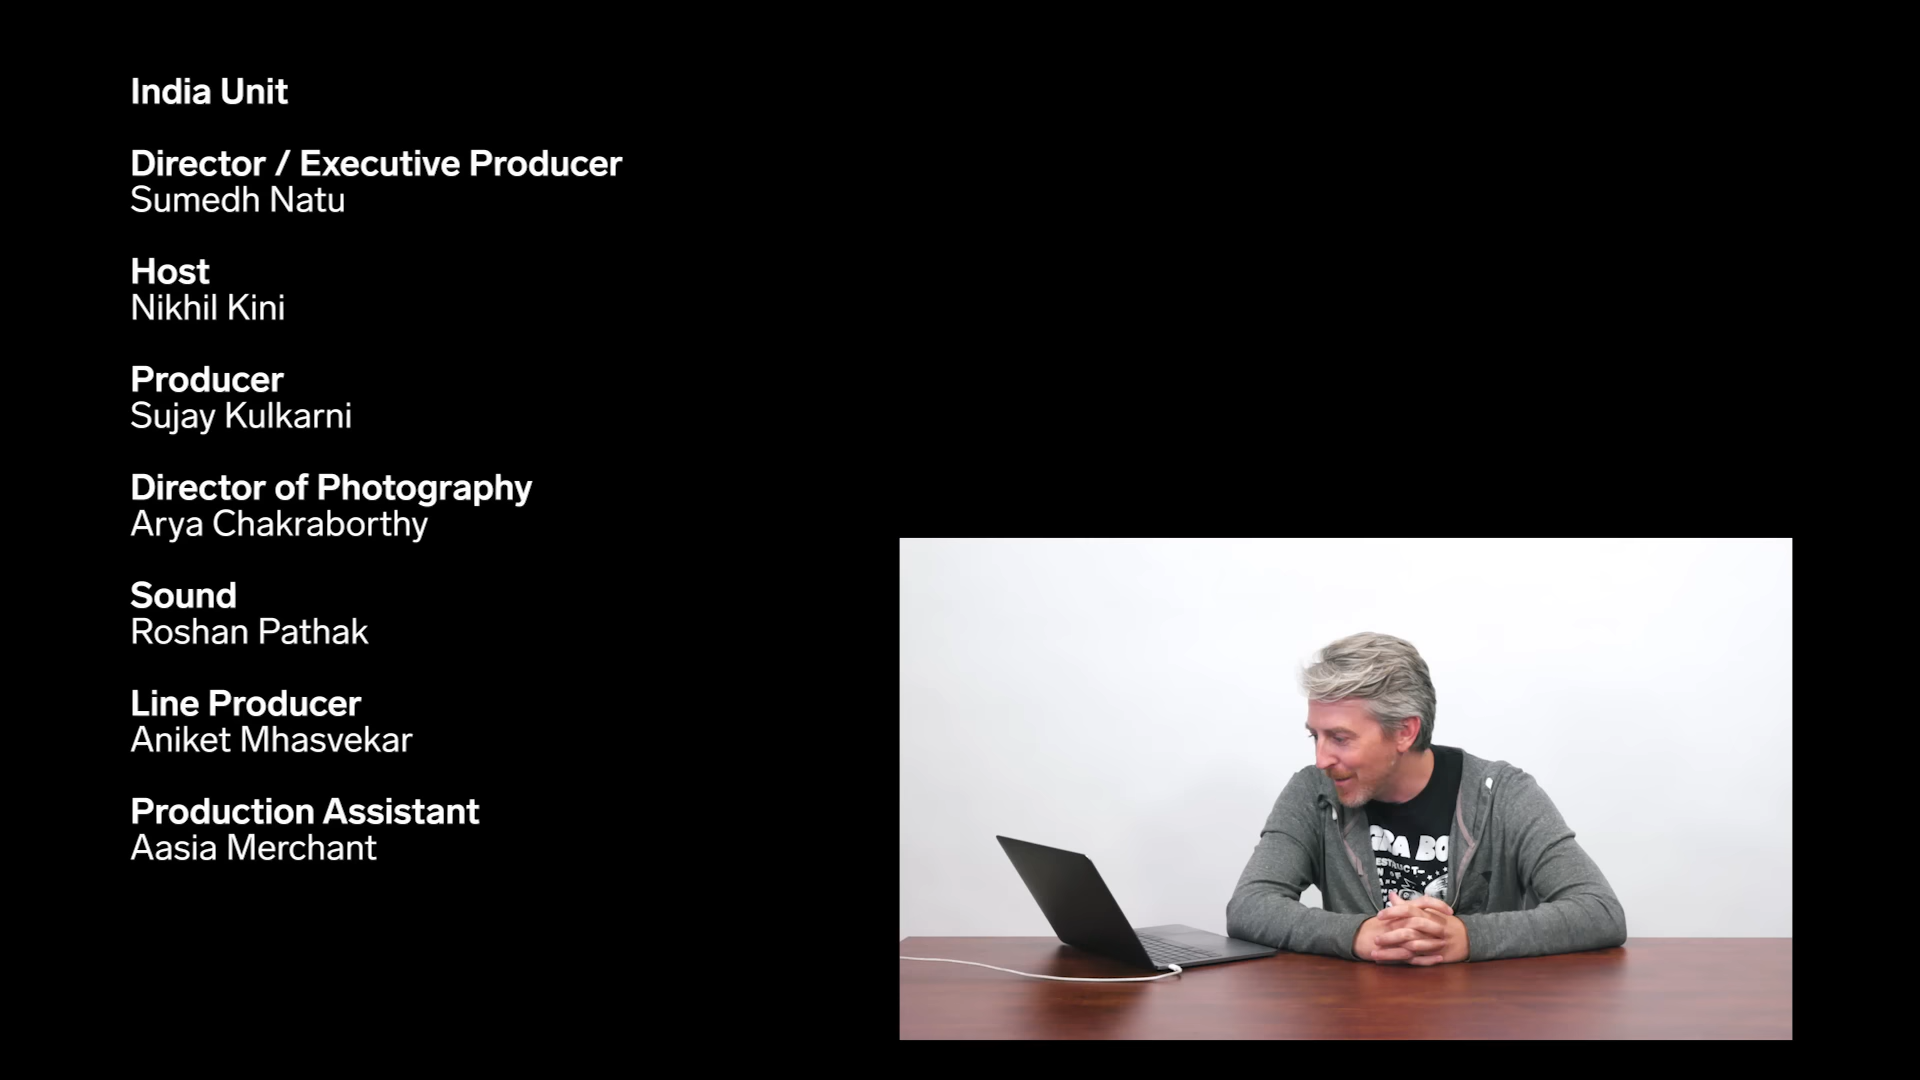 India Unit
Director / Executive Producer
Sumedh Natu
Host
Nikhil Kini
Producer
Sujay Kulkarni
Director of Photography
Arya Chakraborthy
Sound
Roshan Pathak
Line Producer
Aniket Mhasvekar
Production Assistant
Aasia Merchant